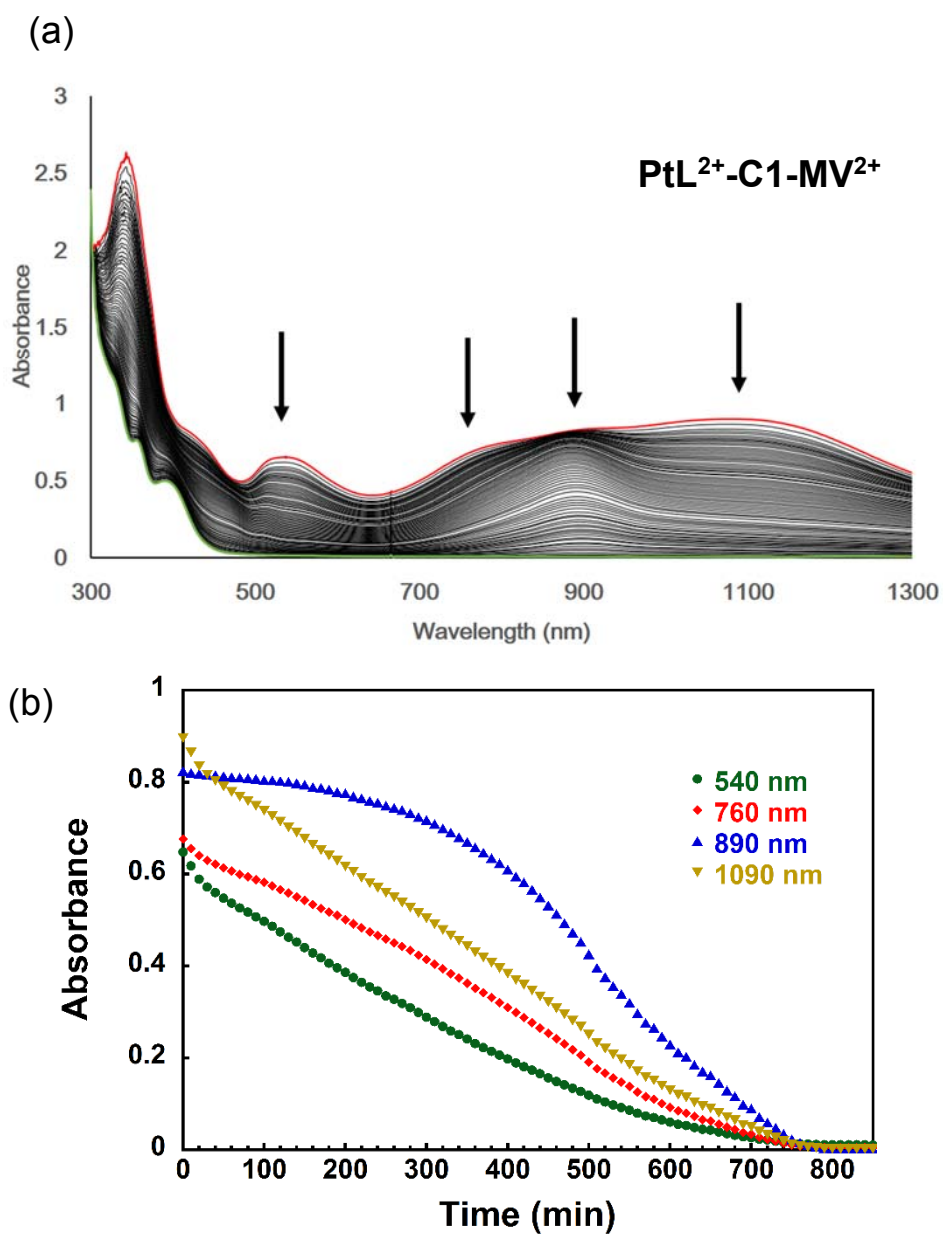 (a)
3
2.5
2
1.5
1
0.5
0
Absorbance
PtL²⁺-C1-MV²⁺
300 500 700 900 1100 1300
Wavelength (nm)
(b)
1
0.8
0.6
0.4
0.2
0
Absorbance
540 nm
760 nm
890 nm
1090 nm
0 100 200 300 400 500 600 700 800
Time (min)